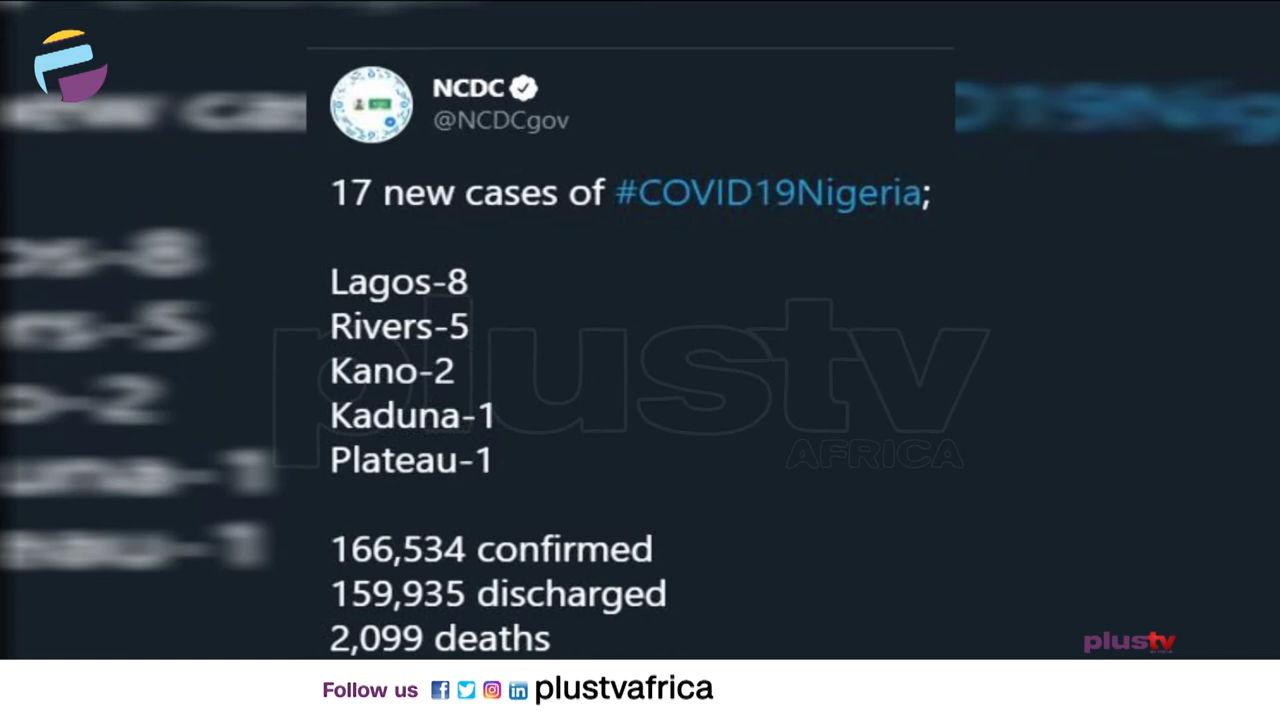 NCDC
@NCDCgov
17 new cases of #COVID19Nigeria;
Lagos-8
Rivers-5
Kano-2
Kaduna-1
Plateau-1
166,534 confirmed
159,935 discharged
2,099 deaths
plustv
AFRICA
plustv
Follow us plustvafrica